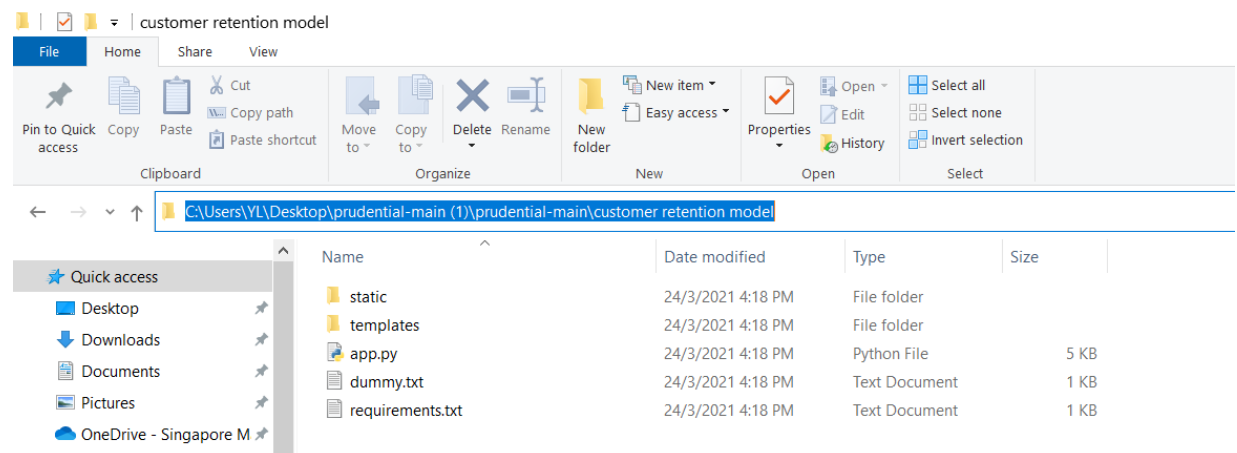 customer retention model
File Home Share View
Pin to Quick access
Copy
Paste
Cut
Copy path
Paste shortcut
Clipboard
Move to
Copy to
Delete
Rename
Organize
New folder
New item
Easy access
New
Properties
Open
Edit
History
Open
Select all
Select none
Invert selection
Select
C:\Users\YL\Desktop\prudential-main (1)\prudential-main\customer retention model
Quick access
Desktop
Downloads
Documents
Pictures
OneDrive - Singapore M
Name Date modified Type Size
static 24/3/2021 4:18 PM File folder
templates 24/3/2021 4:18 PM File folder
app.py 24/3/2021 4:18 PM Python File 5 KB
dummy.txt 24/3/2021 4:18 PM Text Document 1 KB
requirements.txt 24/3/2021 4:18 PM Text Document 1 KB